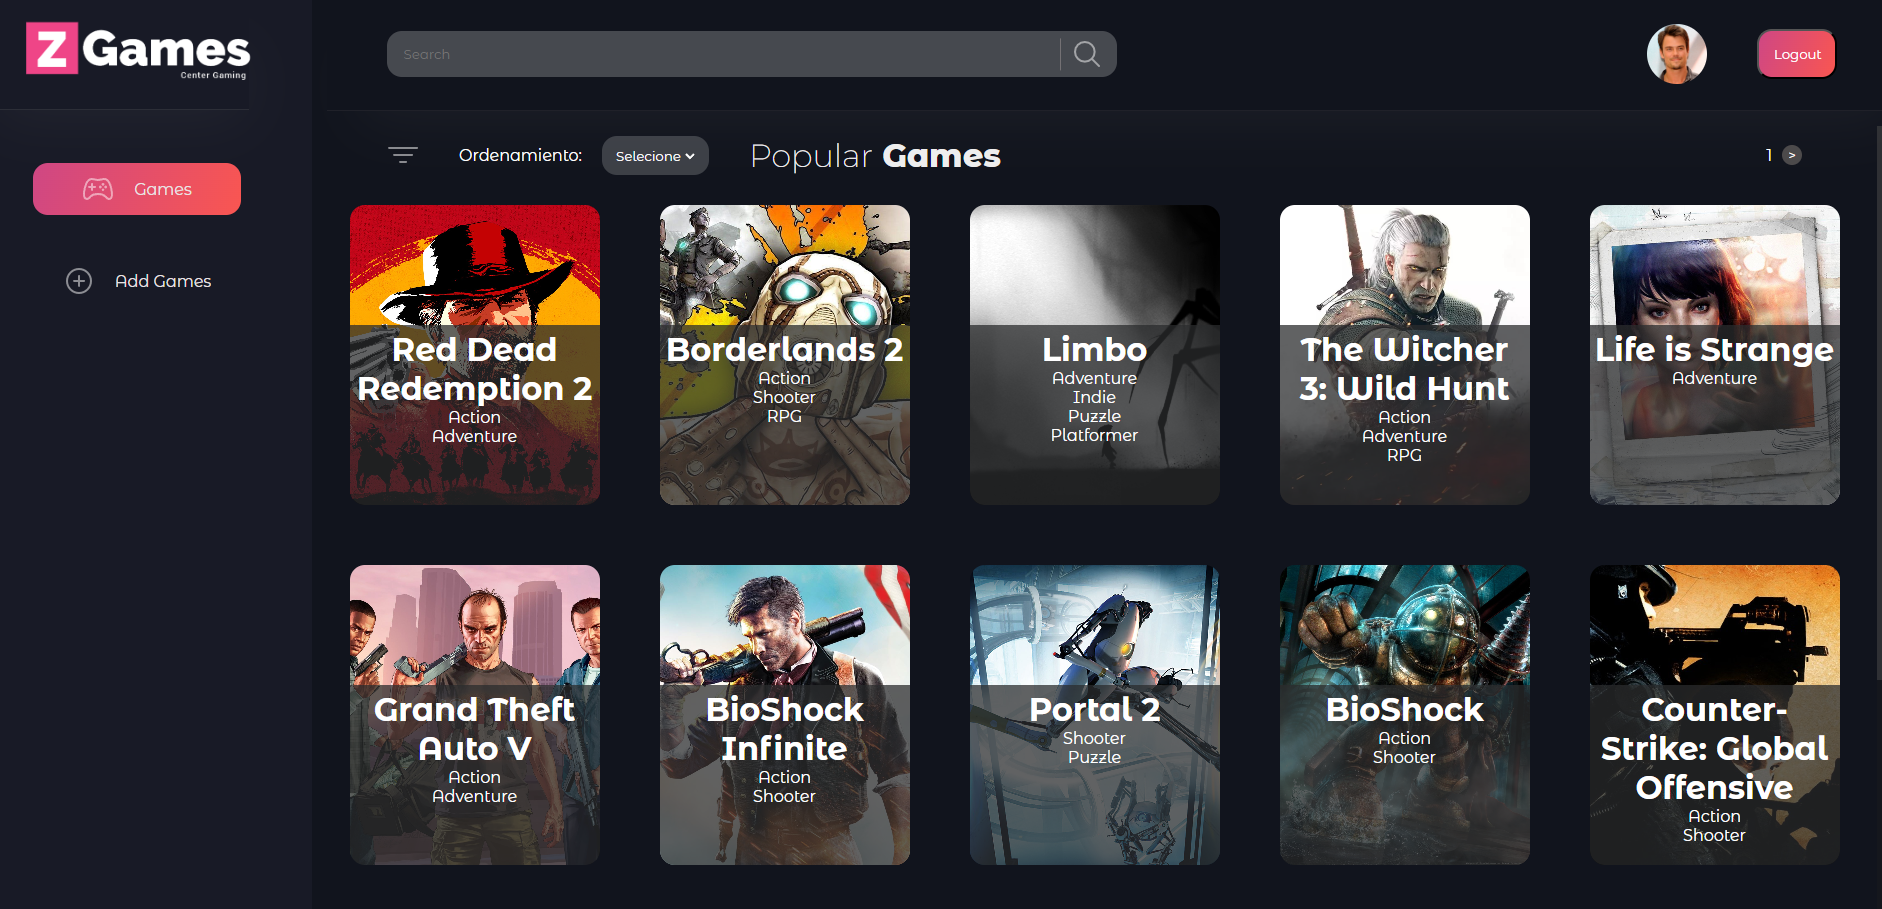 Z Games
Center Gaming
Search
Logout
Games
Add Games
Ordenamiento:
Selecione
Popular Games
1 >
Red Dead
Redemption 2
Action
Adventure
Borderlands 2
Action
Shooter
RPG
Limbo
Adventure
Indie
Puzzle
Platformer
The Witcher
3: Wild Hunt
Action
Adventure
RPG
Life is Strange
Adventure
Grand Theft
Auto V
Action
Adventure
BioShock
Infinite
Action
Shooter
Portal 2
Shooter
Puzzle
BioShock
Action
Shooter
Counter-
Strike: Global
Offensive
Action
Shooter